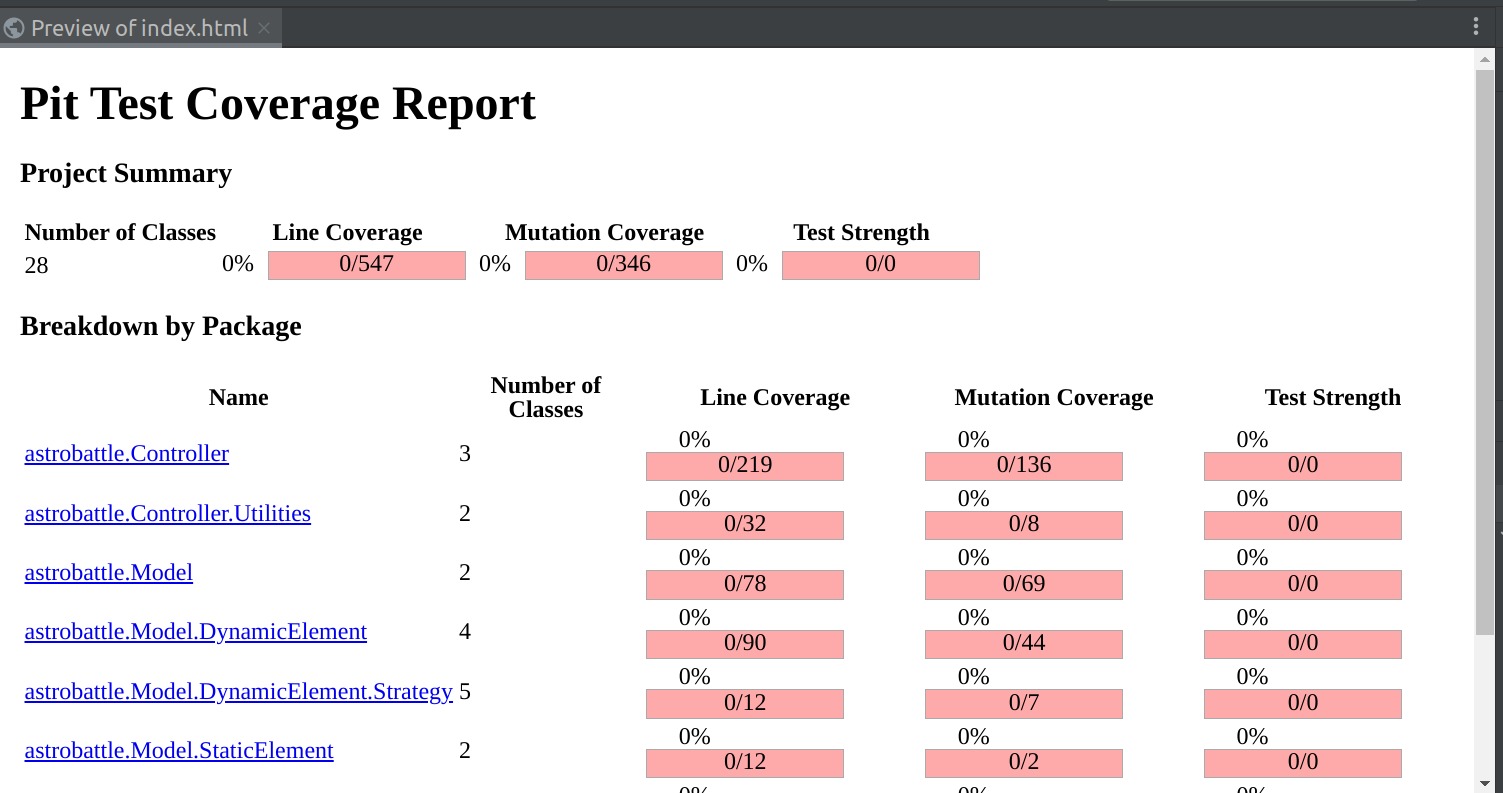 Preview of index.html
Pit Test Coverage Report
Project Summary
Number of Classes Line Coverage Mutation Coverage Test Strength
28 0% 0/547 0% 0/346 0% 0/0
Breakdown by Package
Name Number of Classes Line Coverage Mutation Coverage Test Strength
astrobattle.Controller 3 0% 0/219 0% 0/136 0% 0/0
astrobattle.Controller.Utilities 2 0% 0/32 0% 0/8 0% 0/0
astrobattle.Model 2 0% 0/78 0% 0/69 0% 0/0
astrobattle.Model.DynamicElement 4 0% 0/90 0% 0/44 0% 0/0
astrobattle.Model.DynamicElement.Strategy 5 0% 0/12 0% 0/7 0% 0/0
astrobattle.Model.StaticElement 2 0% 0/12 0% 0/2 0% 0/0